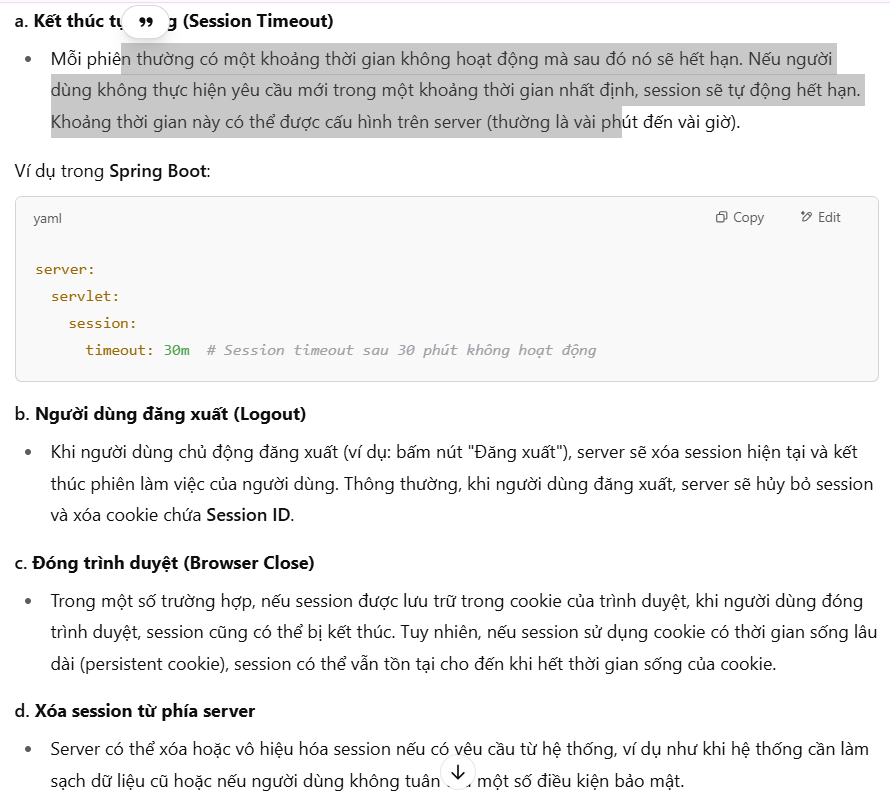 a. Kết thúc tự g (Session Timeout)
• Mỗi phiên thường có một khoảng thời gian không hoạt động mà sau đó nó sẽ hết hạn. Nếu người
dùng không thực hiện yêu cầu mới trong một khoảng thời gian nhất định, session sẽ tự động hết hạn.
Khoảng thời gian này có thể được cấu hình trên server (thường là vài phút đến vài giờ).
Ví dụ trong Spring Boot:
yaml Copy Edit
server:
  servlet:
    session:
      timeout: 30m  # Session timeout sau 30 phút không hoạt động
b. Người dùng đăng xuất (Logout)
• Khi người dùng chủ động đăng xuất (ví dụ: bấm nút "Đăng xuất"), server sẽ xóa session hiện tại và kết
thúc phiên làm việc của người dùng. Thông thường, khi người dùng đăng xuất, server sẽ hủy bỏ session
và xóa cookie chứa Session ID.
c. Đóng trình duyệt (Browser Close)
• Trong một số trường hợp, nếu session được lưu trữ trong cookie của trình duyệt, khi người dùng đóng
trình duyệt, session cũng có thể bị kết thúc. Tuy nhiên, nếu session sử dụng cookie có thời gian sống lâu
dài (persistent cookie), session có thể vẫn tồn tại cho đến khi hết thời gian sống của cookie.
d. Xóa session từ phía server
• Server có thể xóa hoặc vô hiệu hóa session nếu có yêu cầu từ hệ thống, ví dụ như khi hệ thống cần làm
sạch dữ liệu cũ hoặc nếu người dùng không tuân một số điều kiện bảo mật.